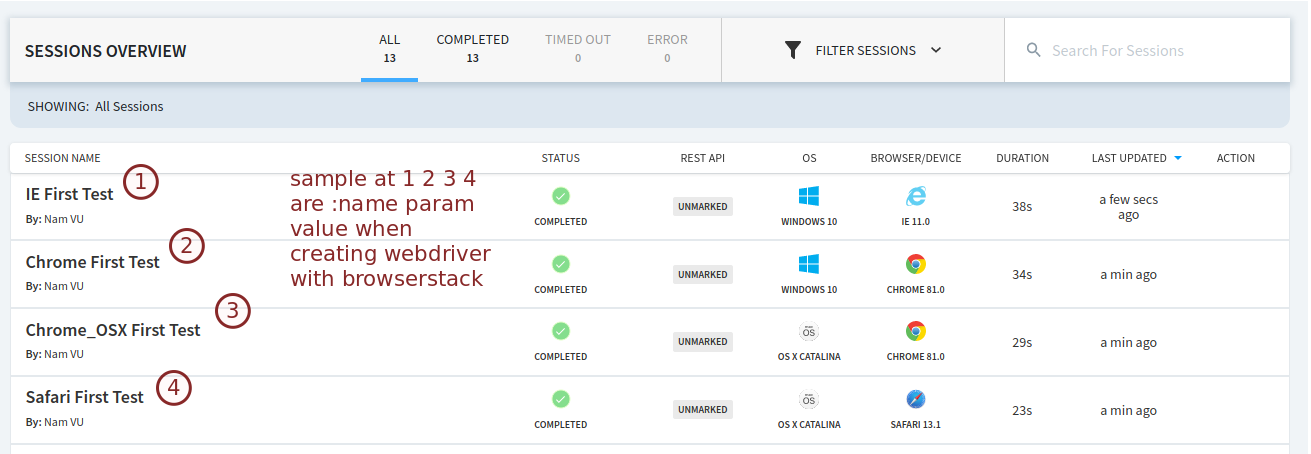 SESSIONS OVERVIEW
ALL
13
COMPLETED
13
TIMED OUT
0
ERROR
0
FILTER SESSIONS
Search For Sessions
SHOWING: All Sessions
SESSION NAME STATUS REST API OS BROWSER/DEVICE DURATION LAST UPDATED ACTION
1
IE First Test
By: Nam VU
COMPLETED
UNMARKED
WINDOWS 10
IE 11.0
38s
a few secs
ago
sample at 1 2 3 4
are :name param
value when
creating webdriver
with browserstack
2
Chrome First Test
By: Nam VU
COMPLETED
UNMARKED
WINDOWS 10
CHROME 81.0
34s
a min ago
3
Chrome_OSX First Test
By: Nam VU
COMPLETED
UNMARKED
mac
OS
OS X CATALINA
CHROME 81.0
29s
a min ago
4
Safari First Test
By: Nam VU
COMPLETED
UNMARKED
mac
OS
OS X CATALINA
SAFARI 13.1
23s
a min ago